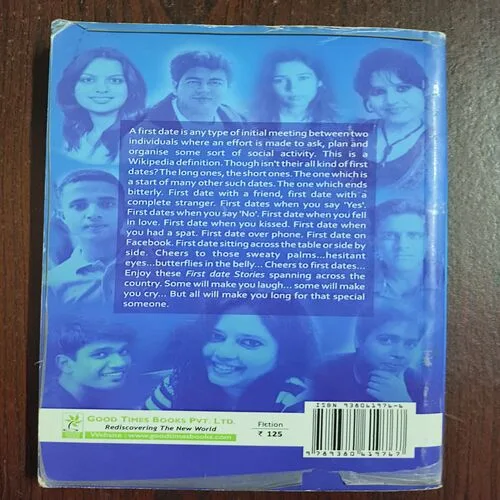 A first date is any type of initial meeting between two
individuals where an effort is made to ask, plan and
organise some sort of social activity. This is a
Wikipedia definition. Though isn't their all kind of first
dates? The long ones, the short ones. The one which is
a start of many other such dates. The one which ends
bitterly. First date with a friend, first date with a
complete stranger. First dates when you say 'Yes'.
First dates when you say 'No'. First date when you fell
in love. First date when you kissed. First date when
you had a spat. First date over phone. First date on
Facebook. First date sitting across the table or side by
side. Cheers to those sweaty palms...hesitant
eyes...butterflies in the belly... Cheers to first dates...
Enjoy these First date Stories spanning across the
country. Some will make you laugh... some will make
you cry... But all will make you long for that special
someone.
GOOD TIMES BOOKS PVT. LTD.
Rediscovering The New World
Website : www.goodtimesbooks.com
Fiction
₹ 125
ISBN 938061976-6
9 789380 619767